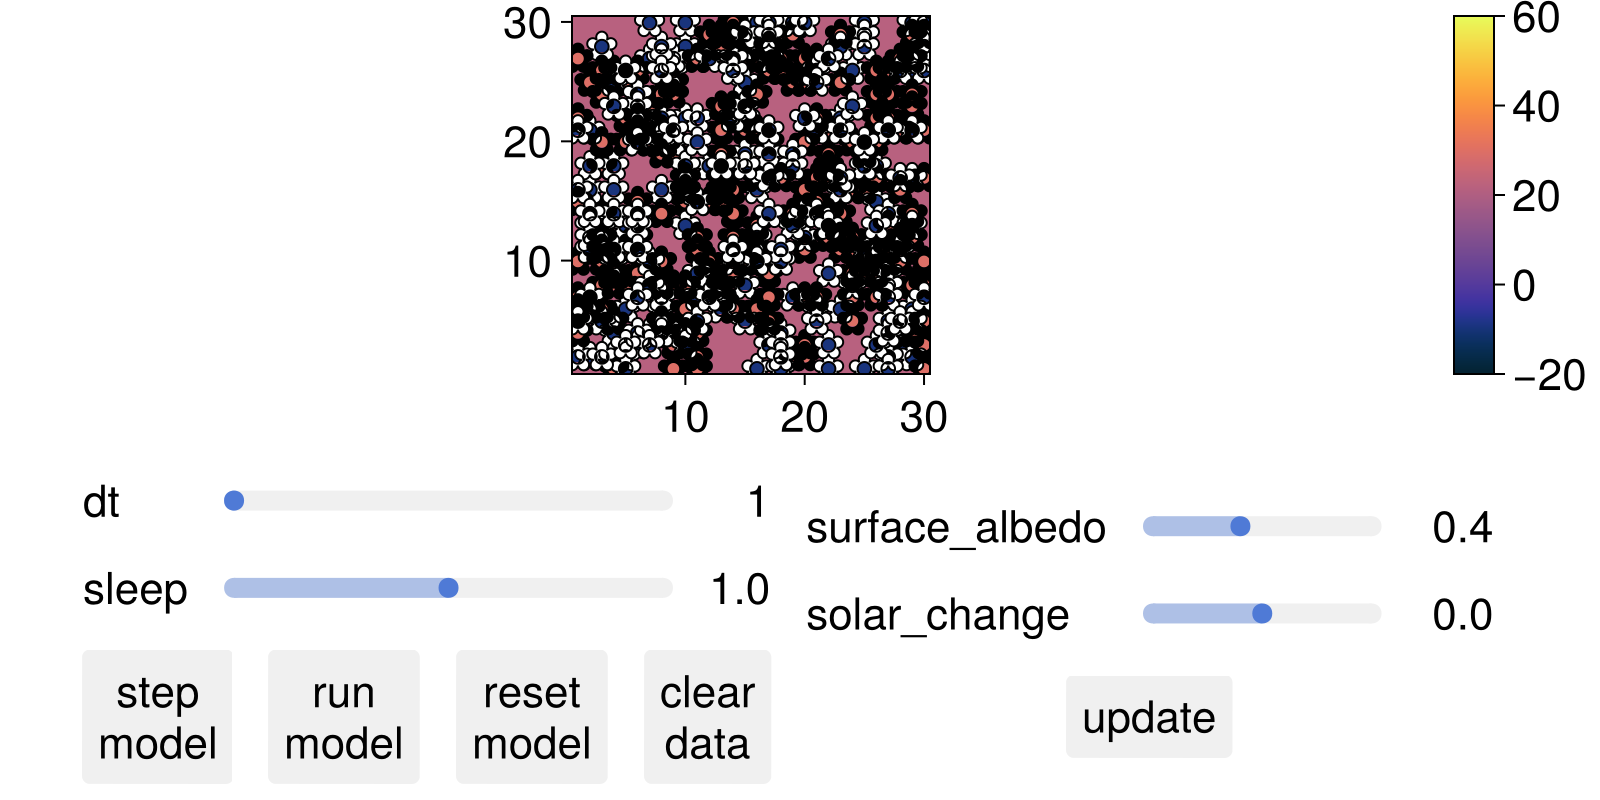 30
20
10
10 20 30
60
40
20
0
−20
dt 1
sleep 1.0
surface_albedo 0.4
solar_change 0.0
step
model
run
model
reset
model
clear
data
update